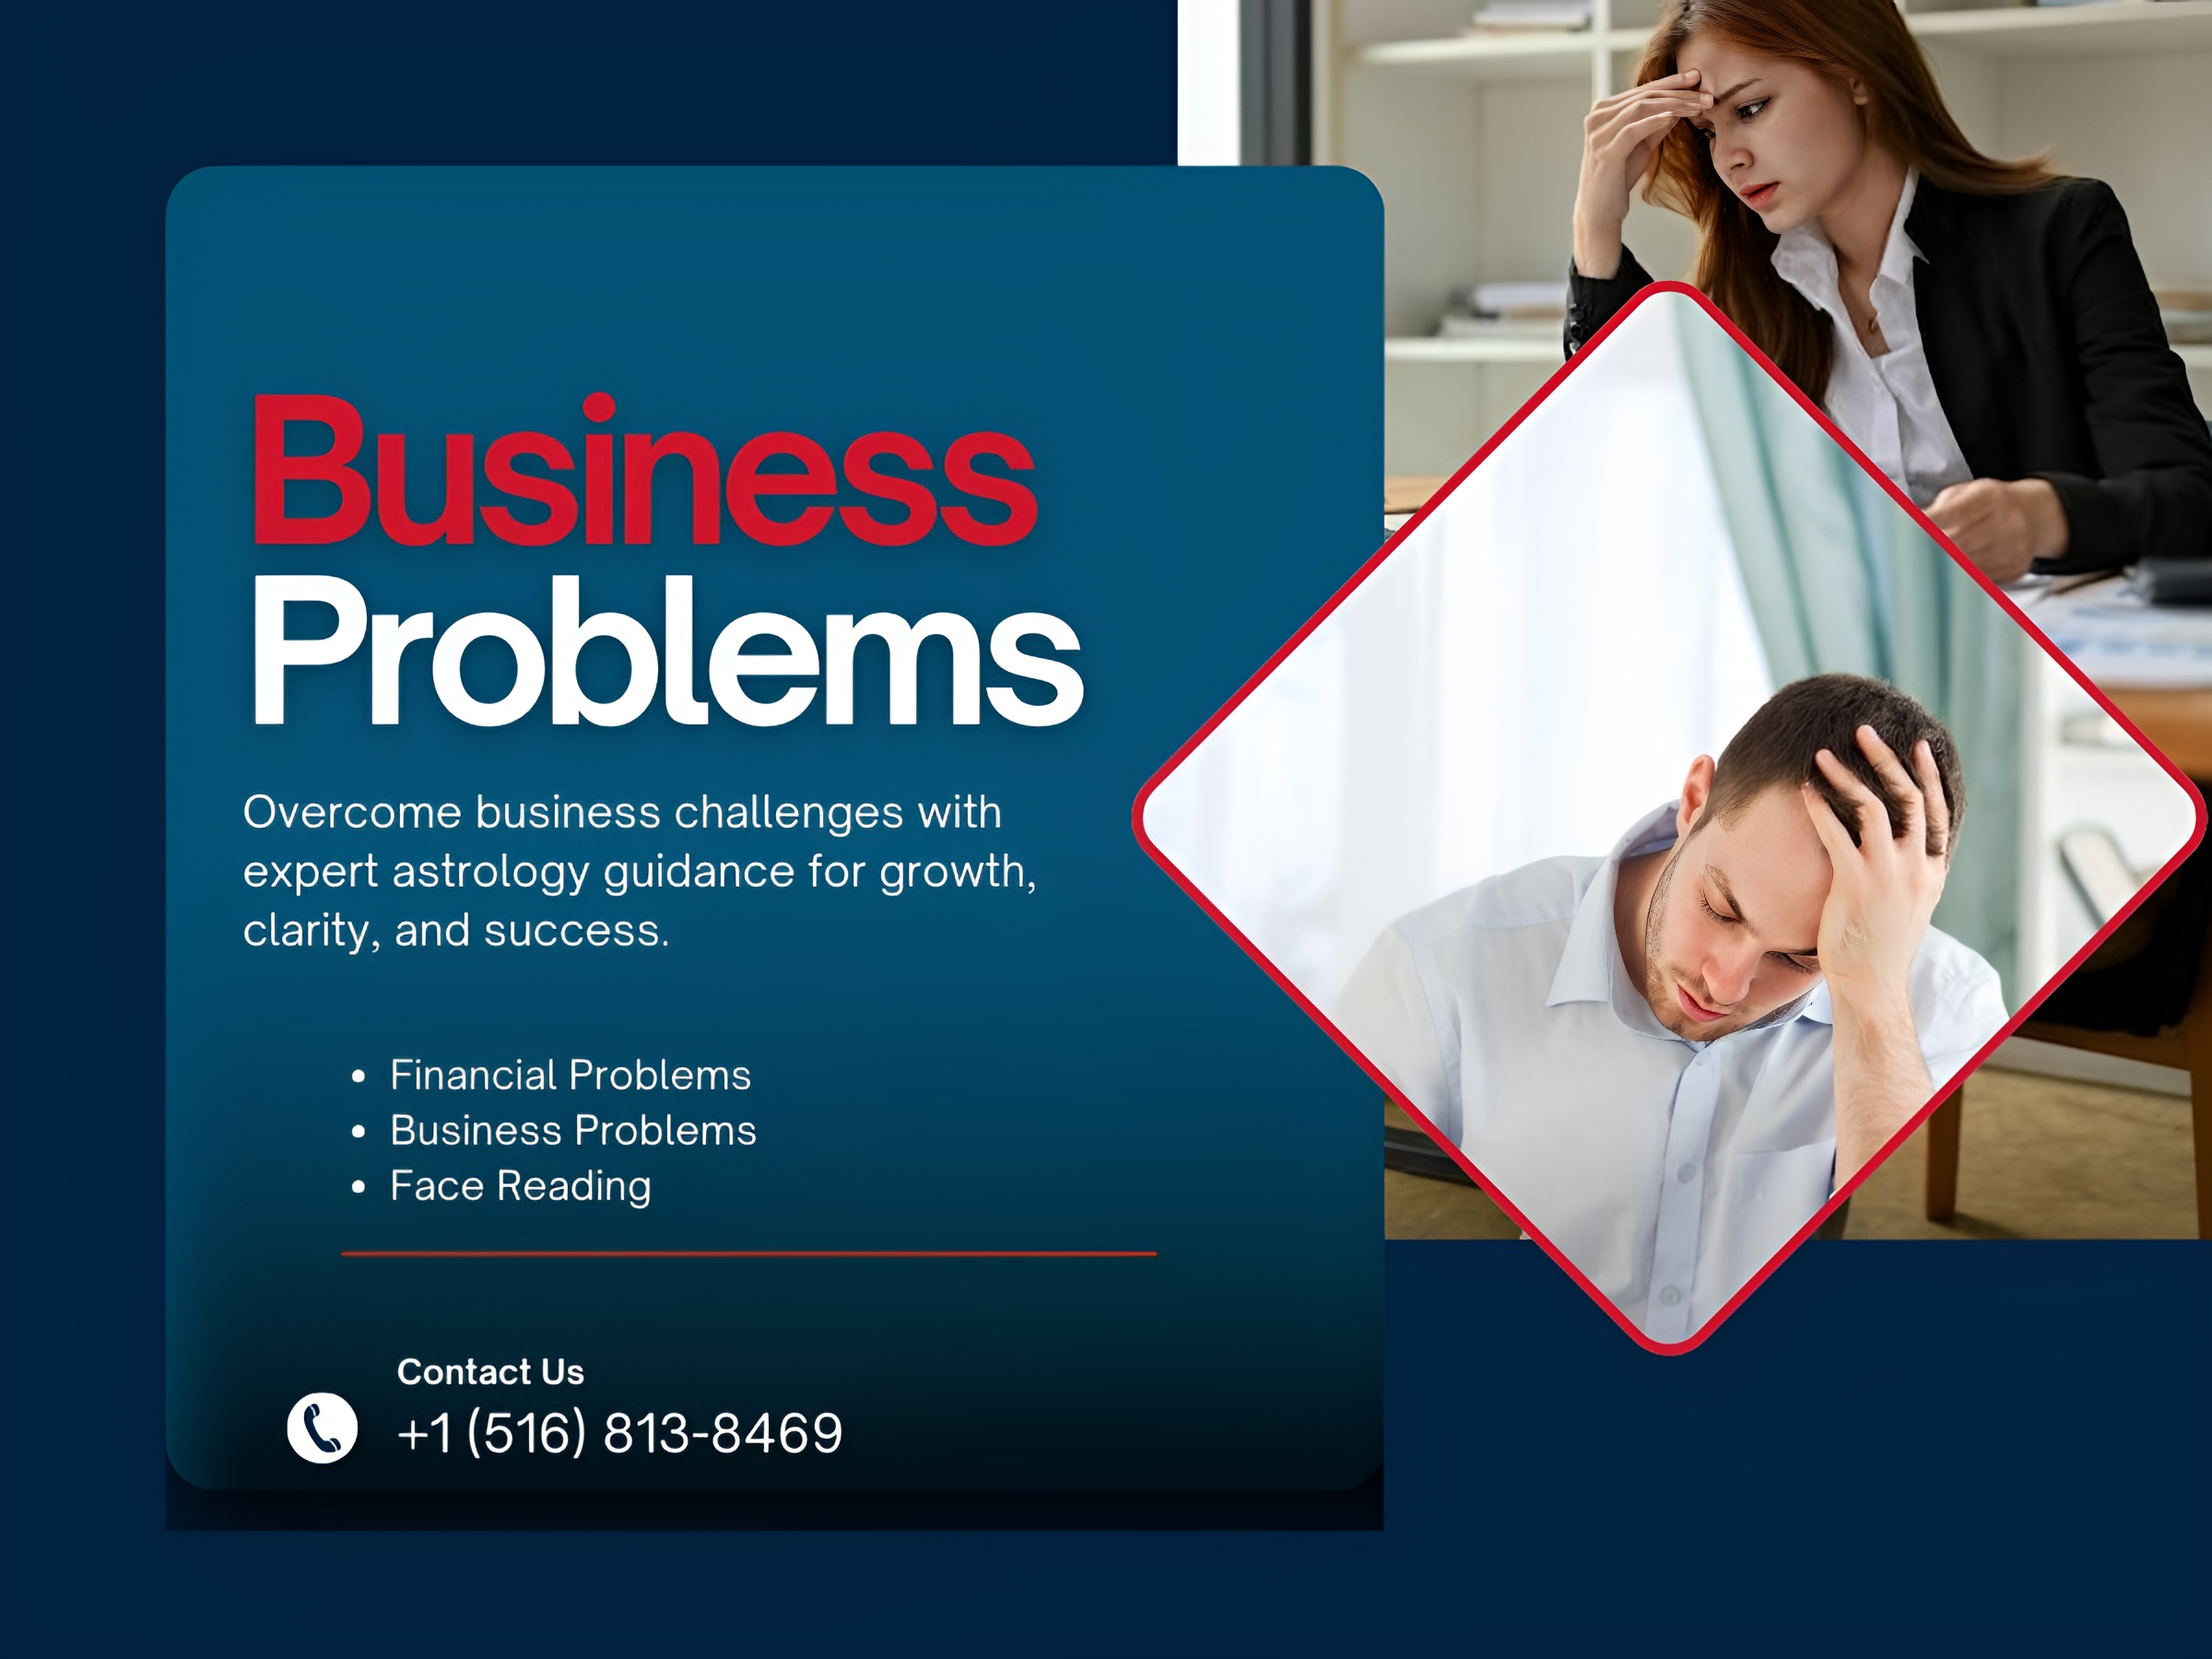 Business
Problems
Overcome business challenges with
expert astrology guidance for growth,
clarity, and success.
• Financial Problems
• Business Problems
• Face Reading
Contact Us
+1 (516) 813-8469